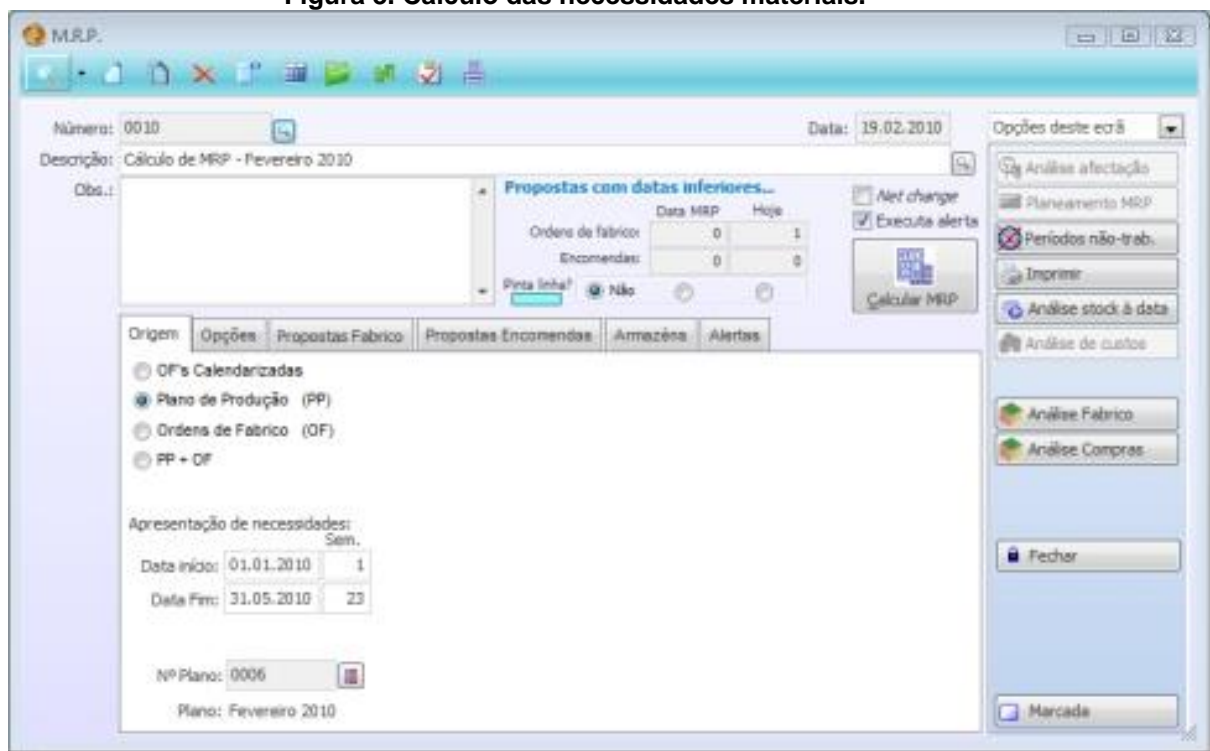 Figura 3. Cálculo das necessidades materiais.
M.R.P.
Número: 0010 Data: 19.02.2010 Opções deste ecrã
Descrição: Cálculo de MRP - Fevereiro 2010
Obs.:
Propostas com datas inferiores...
Data MRP Hoje
Ordens de fabrico: 0 1
Encomendas: 0 0
Pinta linha? Não
Net change
Executa alerta
Calcular MRP
Análise afectação
Planeamento MRP
Períodos não-trab.
Imprimir
Análise stock à data
Análise de custos
Análise Fabrico
Análise Compras
Fechar
Marcada
Origem Opções Propostas Fabrico Propostas Encomendas Armazéns Alertas
OF's Calendarizadas
Plano de Produção (PP)
Ordens de Fabrico (OF)
PP + OF
Apresentação de necessidades:
Sem.
Data início: 01.01.2010 1
Data Fim: 31.05.2010 23
Nº Plano: 0006
Plano: Fevereiro 2010